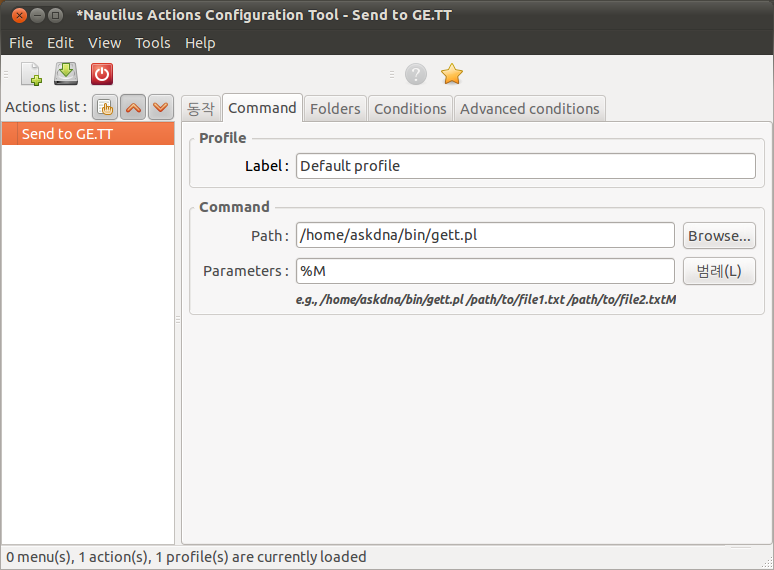 *Nautilus Actions Configuration Tool - Send to GE.TT
File Edit View Tools Help
Actions list :
동작 Command Folders Conditions Advanced conditions
Send to GE.TT
Profile
Label : Default profile
Command
Path : /home/askdna/bin/gett.pl Browse...
Parameters : %M 범례(L)
e.g., /home/askdna/bin/gett.pl /path/to/file1.txt /path/to/file2.txtM
0 menu(s), 1 action(s), 1 profile(s) are currently loaded